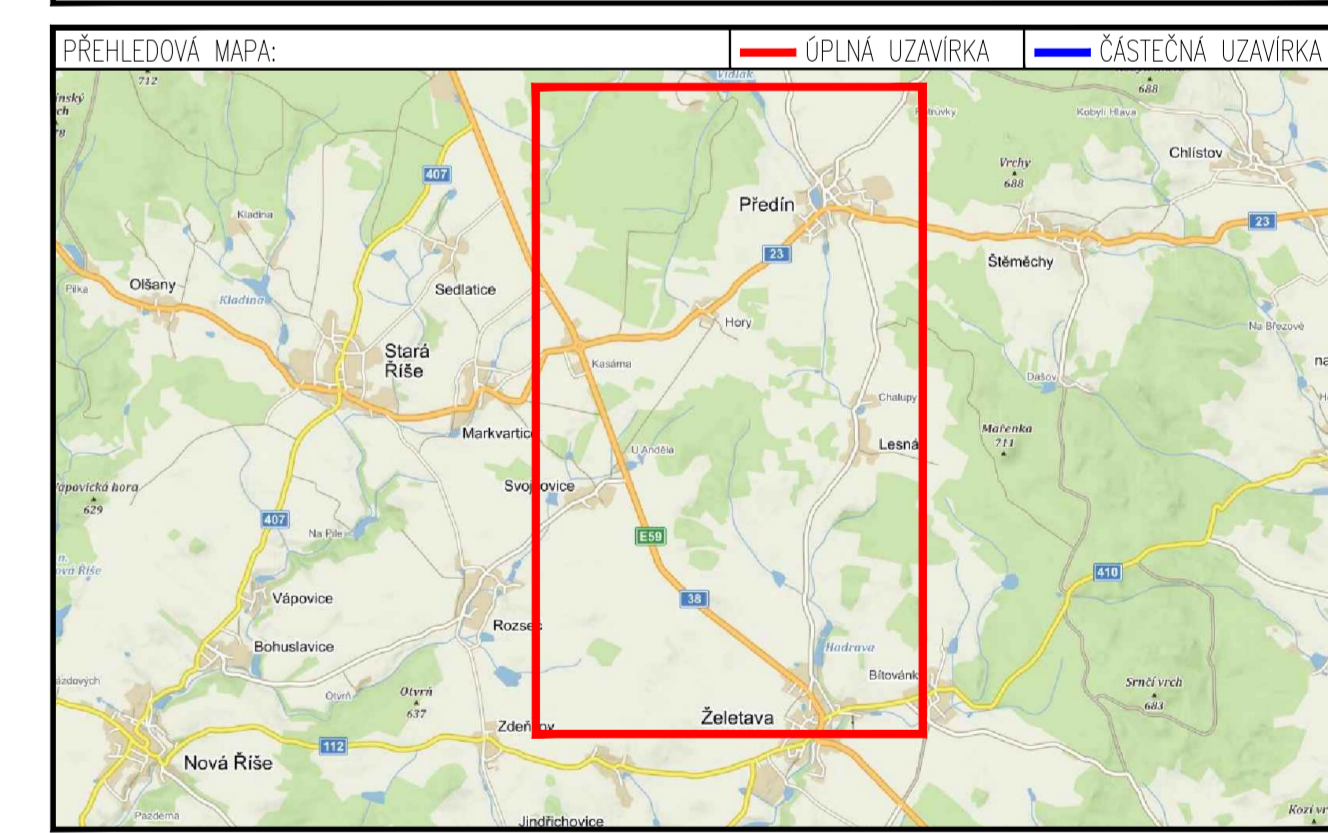 PŘEHLEDOVÁ MAPA:
ÚPLNÁ UZAVÍRKA
ČÁSTEČNÁ UZAVÍRKA
712
Vidlák
688
Kobylí Hlava
Chlístov
Vrchy
688
407
Předín
Kladina
23
23
Štěměchy
Olšany
Pilka
Kladina
Sedlatice
Hory
Na Březové
Stará
Říše
Kasárna
Dašov
Chalupy
Mařenka
711
Markvartice
U Anděla
Lesná
Svojkovice
629
407
Na Pile
E59
410
38
Vápovice
Rozseč
Bohuslavice
Hadrava
Bítovánky
Otvrň
Otvrň
637
Srnčí vrch
683
Želetava
Zdeňkov
112
Nová Říše
Pazderna
Jindřichovice